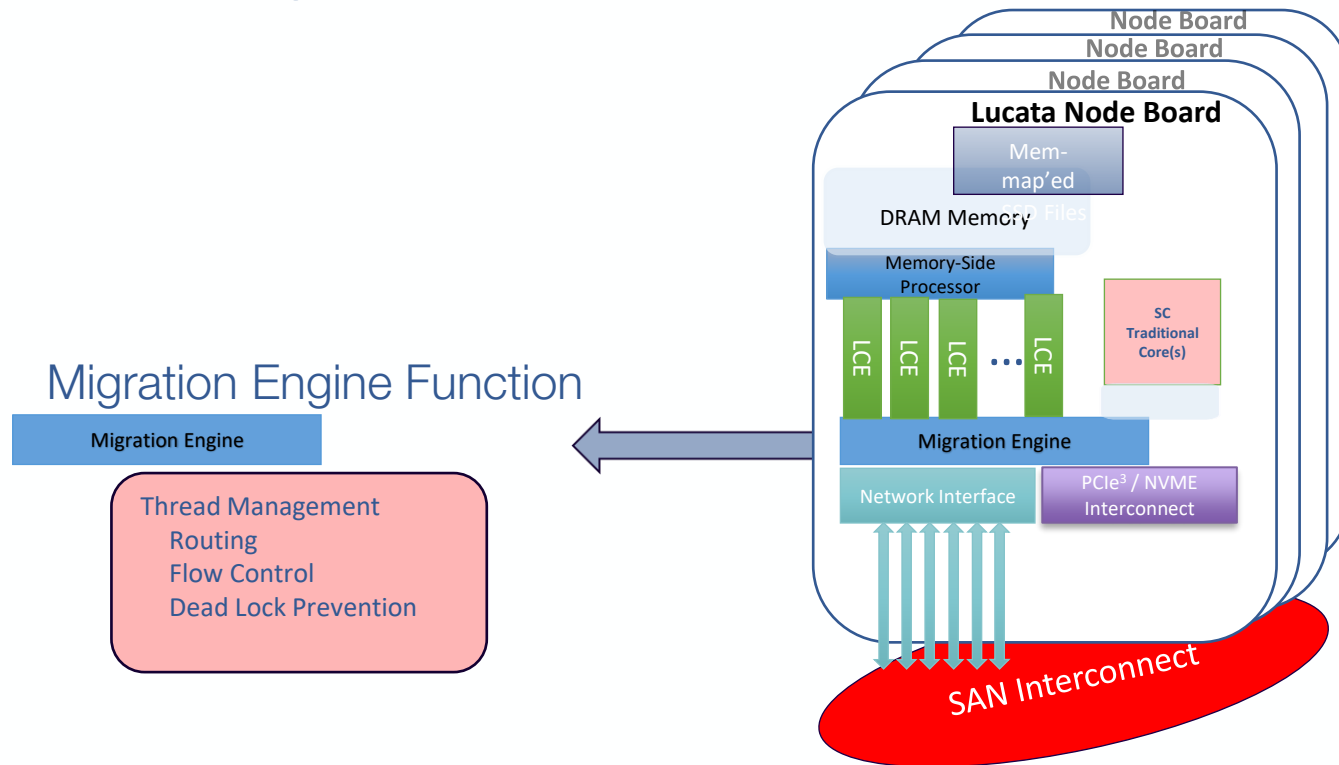 Node Board
Node Board
Node Board
Lucata Node Board
Mem-
map'ed
SSD Files
DRAM Memory
Memory-Side
Processor
LCE
LCE
LCE
...
LCE
SC
Traditional
Core(s)
Migration Engine
Network Interface
PCIe³ / NVME
Interconnect
SAN Interconnect
Migration Engine Function
Migration Engine
Thread Management
Routing
Flow Control
Dead Lock Prevention